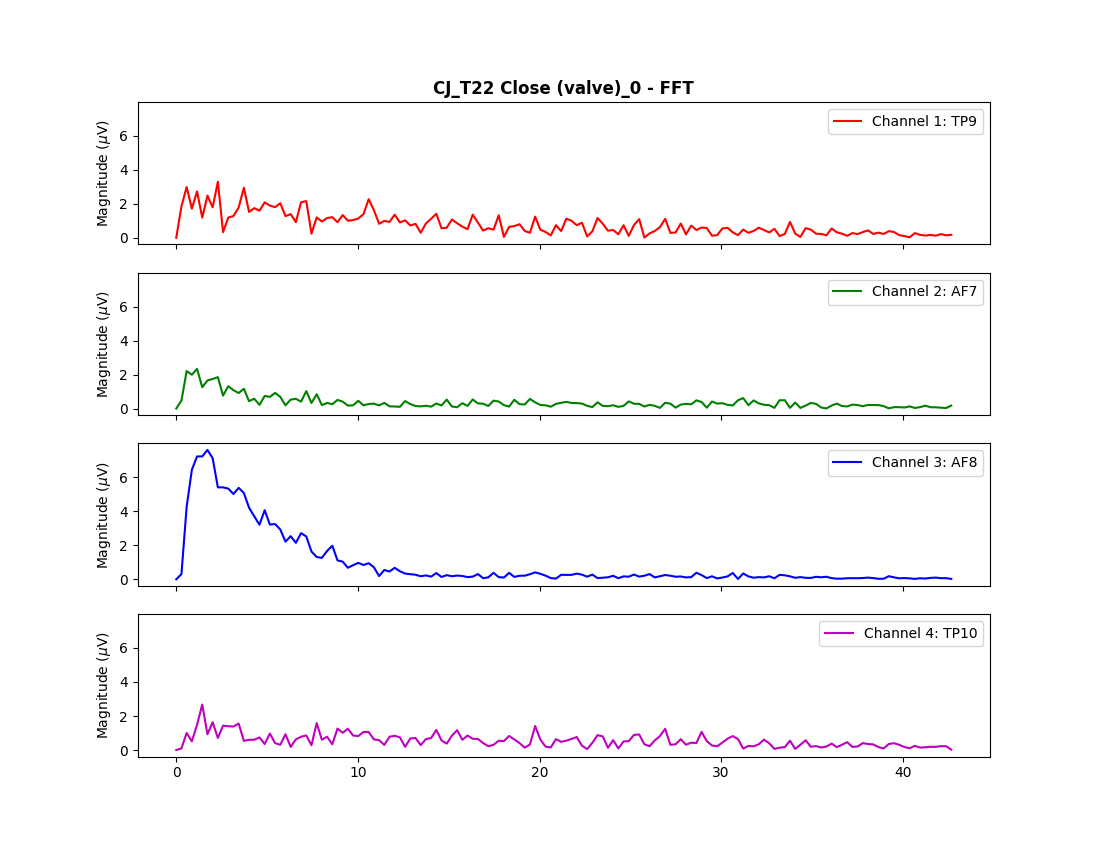 CJ_T22 Close (valve)_0 - FFT
Magnitude (μV)
6
4
2
0
Channel 1: TP9
Magnitude (μV)
6
4
2
0
Channel 2: AF7
Magnitude (μV)
6
4
2
0
Channel 3: AF8
Magnitude (μV)
6
4
2
0
Channel 4: TP10
0 10 20 30 40